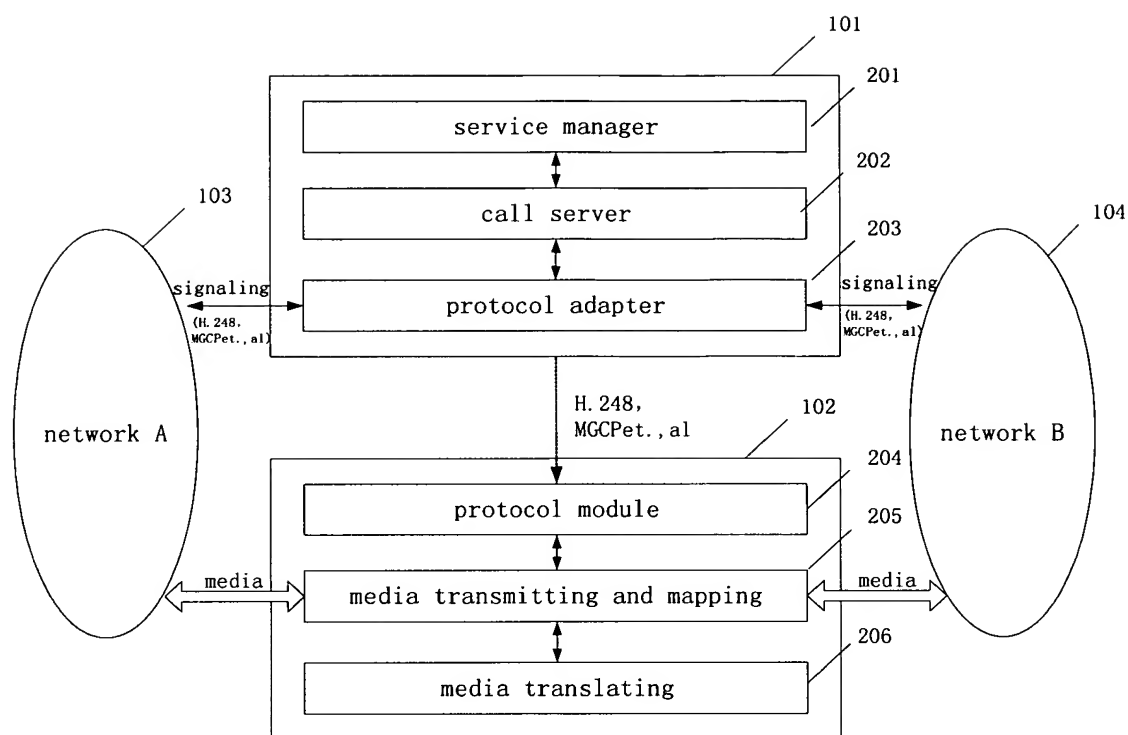 101
201
service manager
202
103
call server
203
104
signaling
protocol adapter
signaling
(H.248,
MGCPet.,al)
(H.248,
MGCPet.,al)
H.248,
MGCPet.,al
102
network A
network B
204
protocol module
205
media
media transmitting and mapping
media
206
media translating